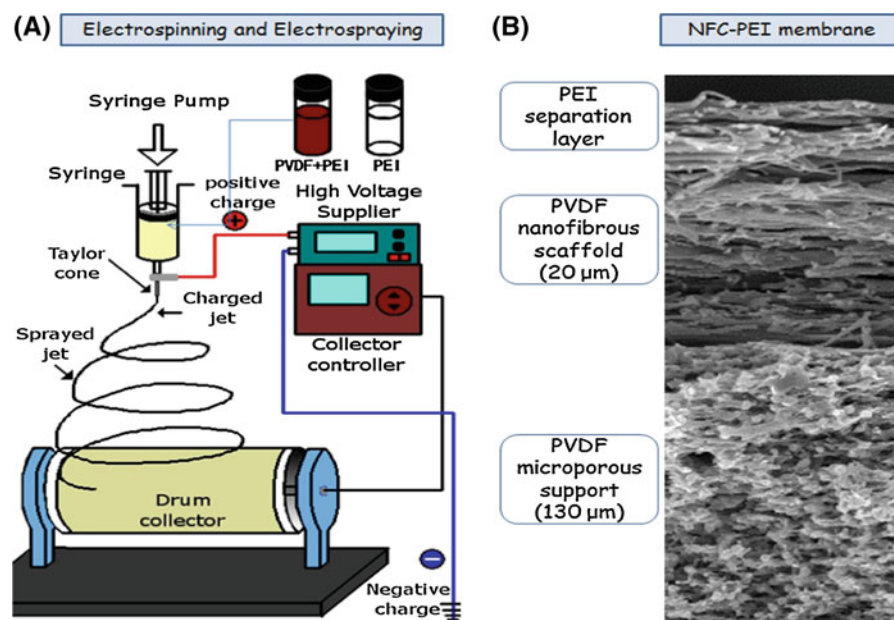 (A)
Electrospinning and Electrospraying
Syringe Pump
Syringe
PVDF+PEI
PEI
positive
charge
High Voltage
Supplier
Taylor
cone
Charged
jet
Sprayed
jet
Collector
controller
Drum
collector
Negative
charge
(B)
NFC-PEI membrane
PEI
separation
layer
PVDF
nanofibrous
scaffold
(20 µm)
PVDF
microporous
support
(130 µm)